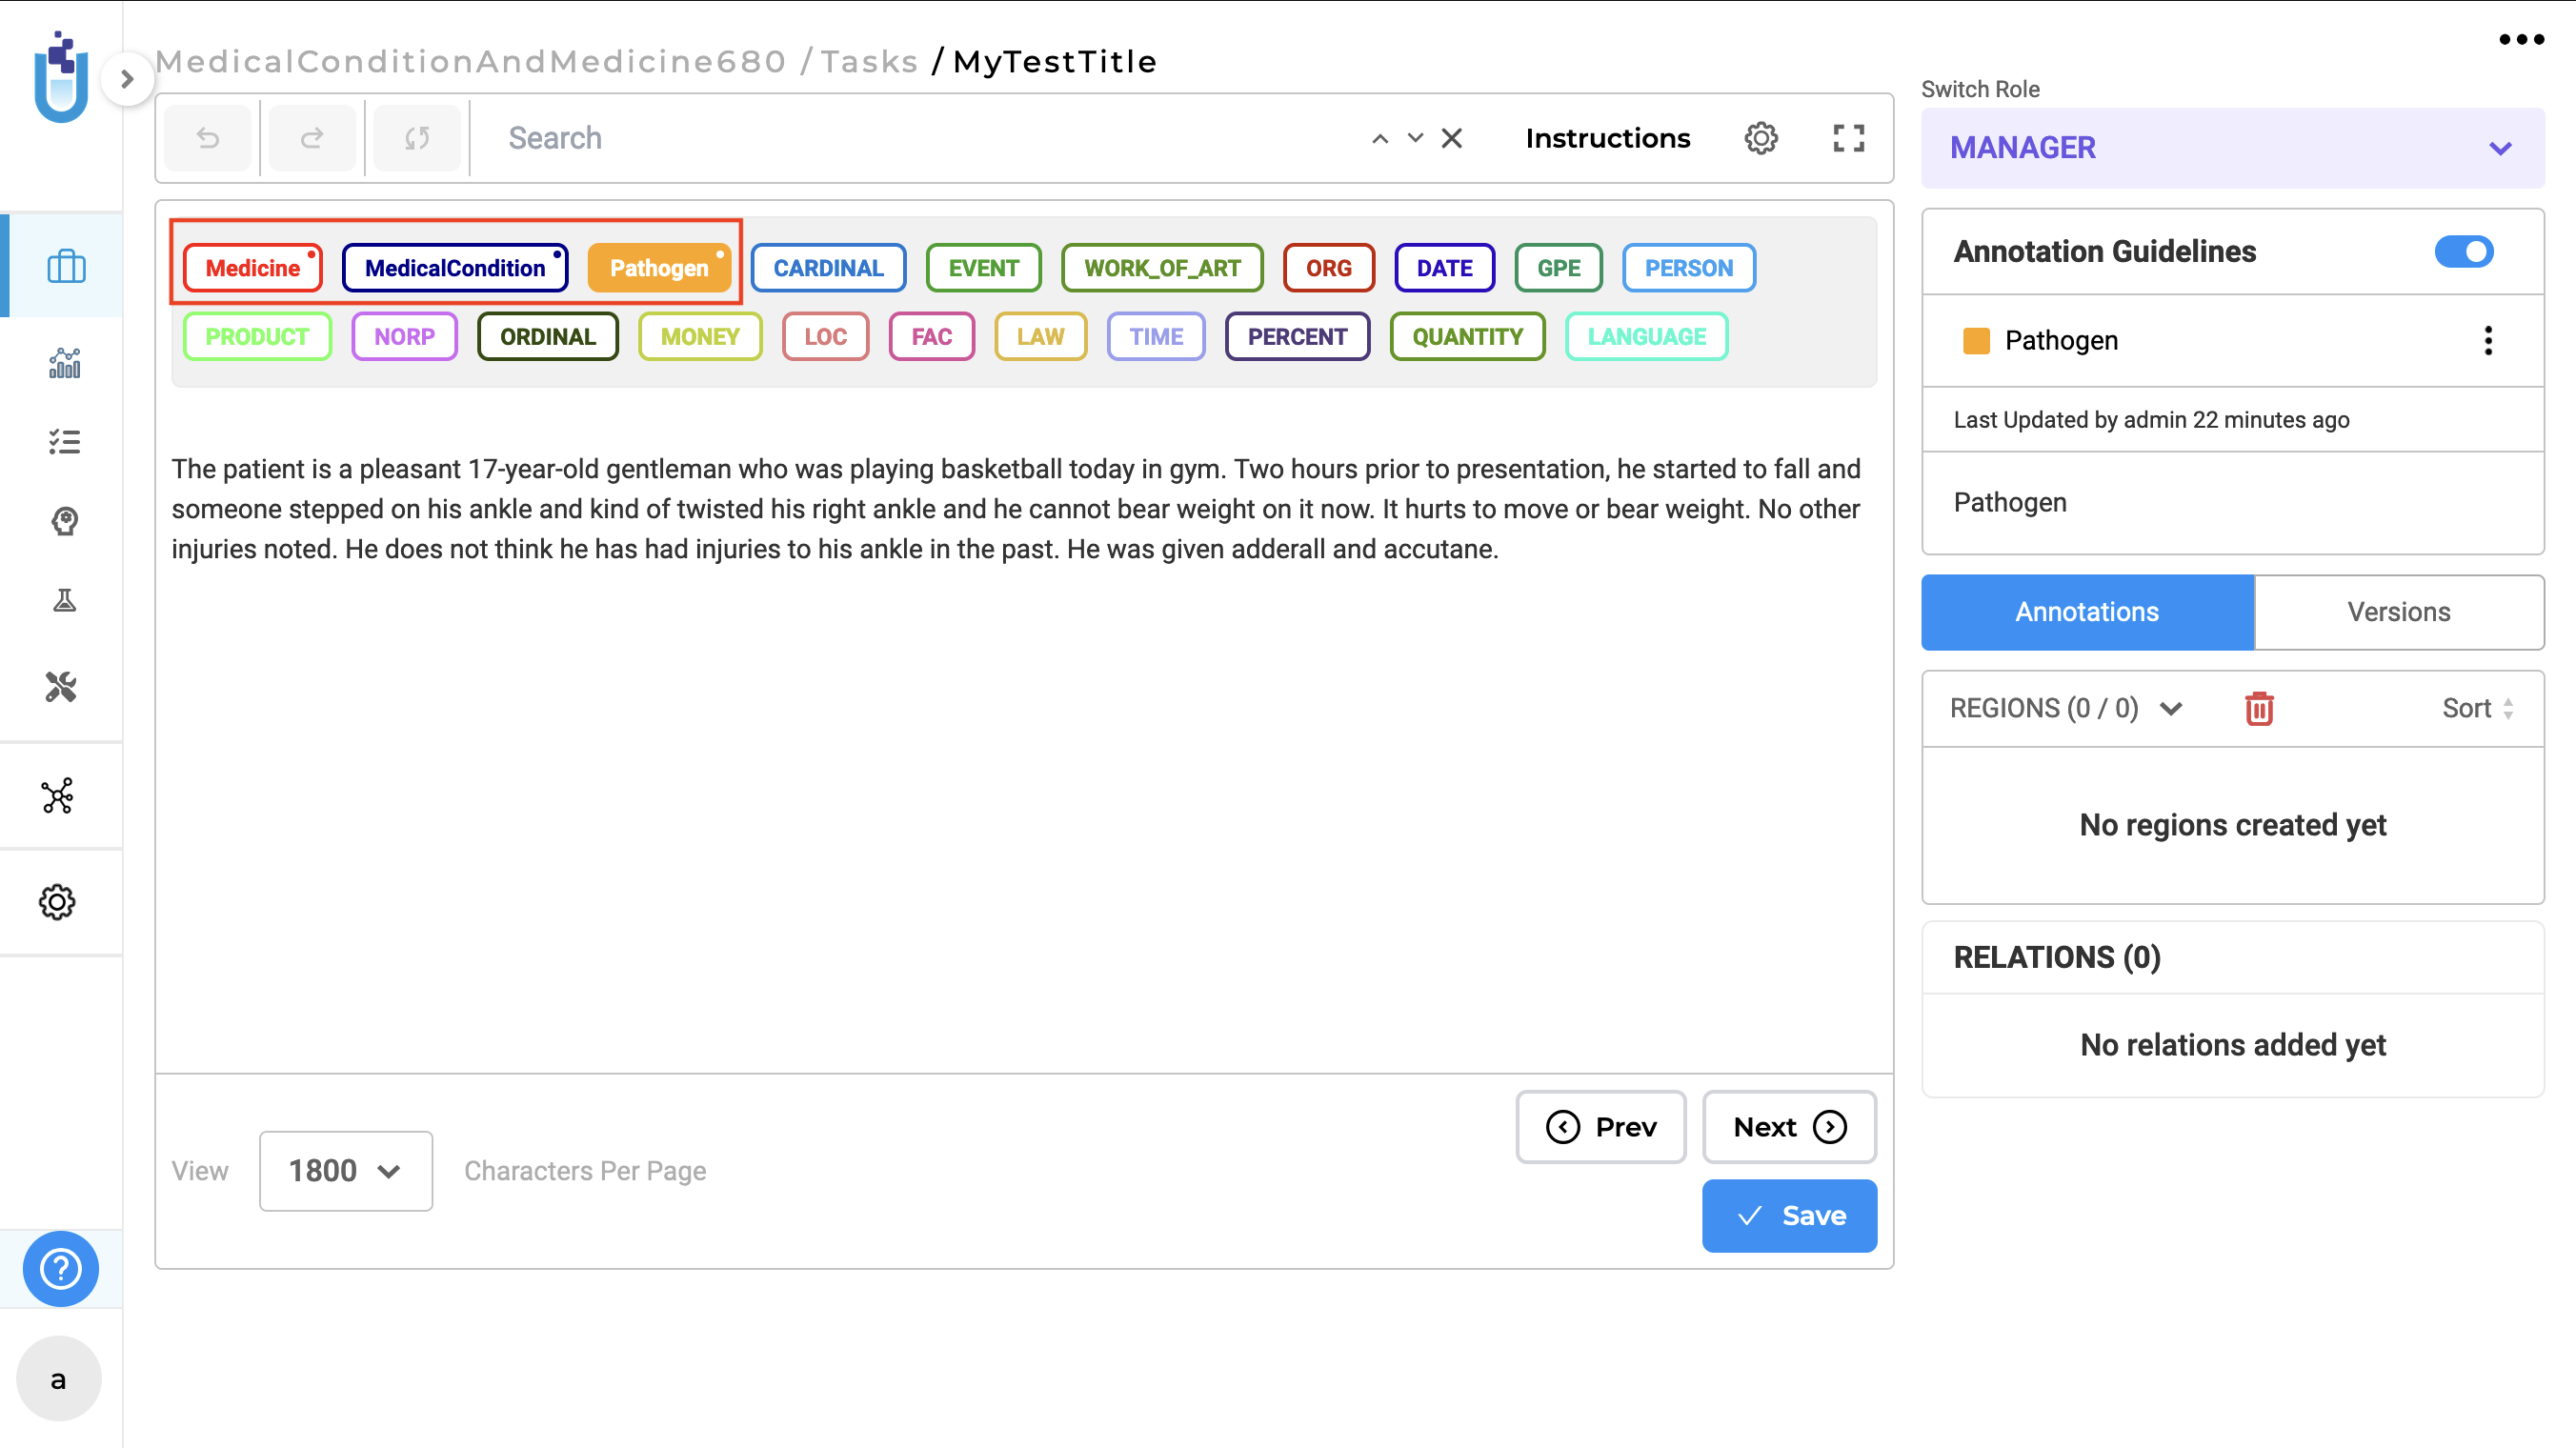 MedicalConditionAndMedicine680 / Tasks / MyTestTitle
Search
Instructions
Medicine MedicalCondition Pathogen CARDINAL EVENT WORK_OF_ART ORG DATE GPE PERSON
PRODUCT NORP ORDINAL MONEY LOC FAC LAW TIME PERCENT QUANTITY LANGUAGE
The patient is a pleasant 17-year-old gentleman who was playing basketball today in gym. Two hours prior to presentation, he started to fall and
someone stepped on his ankle and kind of twisted his right ankle and he cannot bear weight on it now. It hurts to move or bear weight. No other
injuries noted. He does not think he has had injuries to his ankle in the past. He was given adderall and accutane.
View 1800 Characters Per Page
Prev Next
Save
Switch Role
MANAGER
Annotation Guidelines
Pathogen
Last Updated by admin 22 minutes ago
Pathogen
Annotations Versions
REGIONS (0 / 0) Sort
No regions created yet
RELATIONS (0)
No relations added yet
?
a